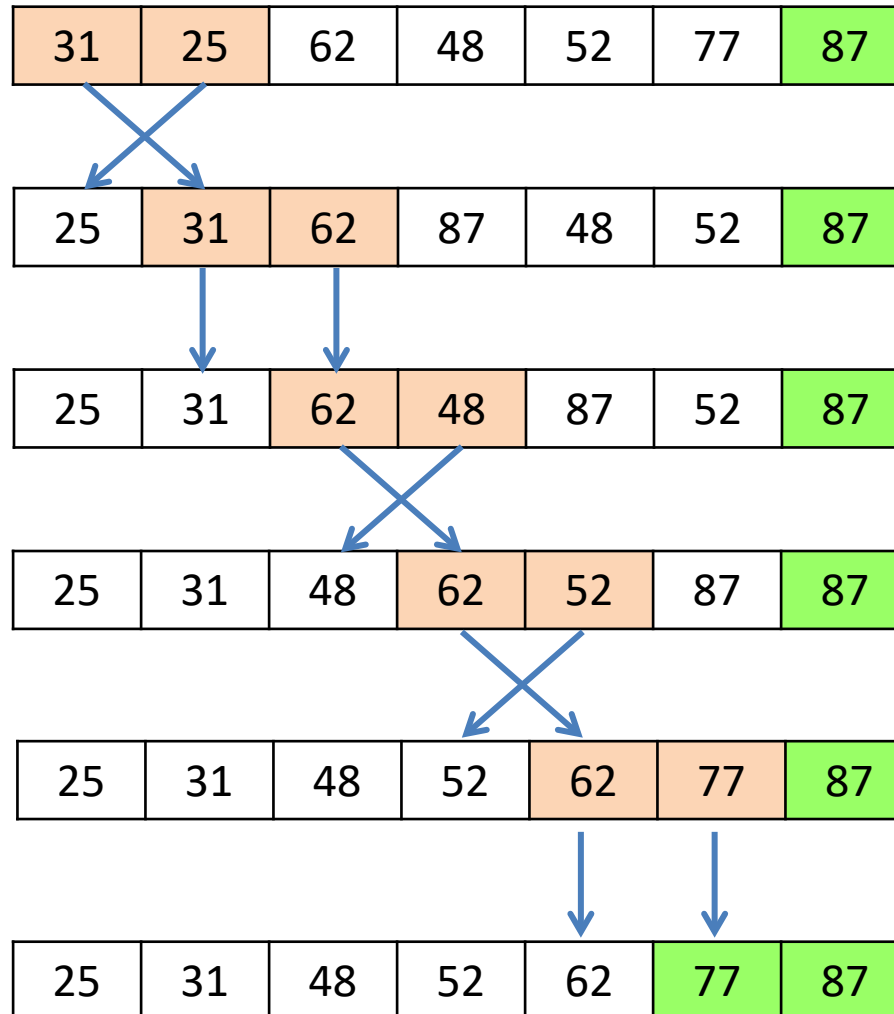 31 25 62 48 52 77 87
25 31 62 87 48 52 87
25 31 62 48 87 52 87
25 31 48 62 52 87 87
25 31 48 52 62 77 87
25 31 48 52 62 77 87